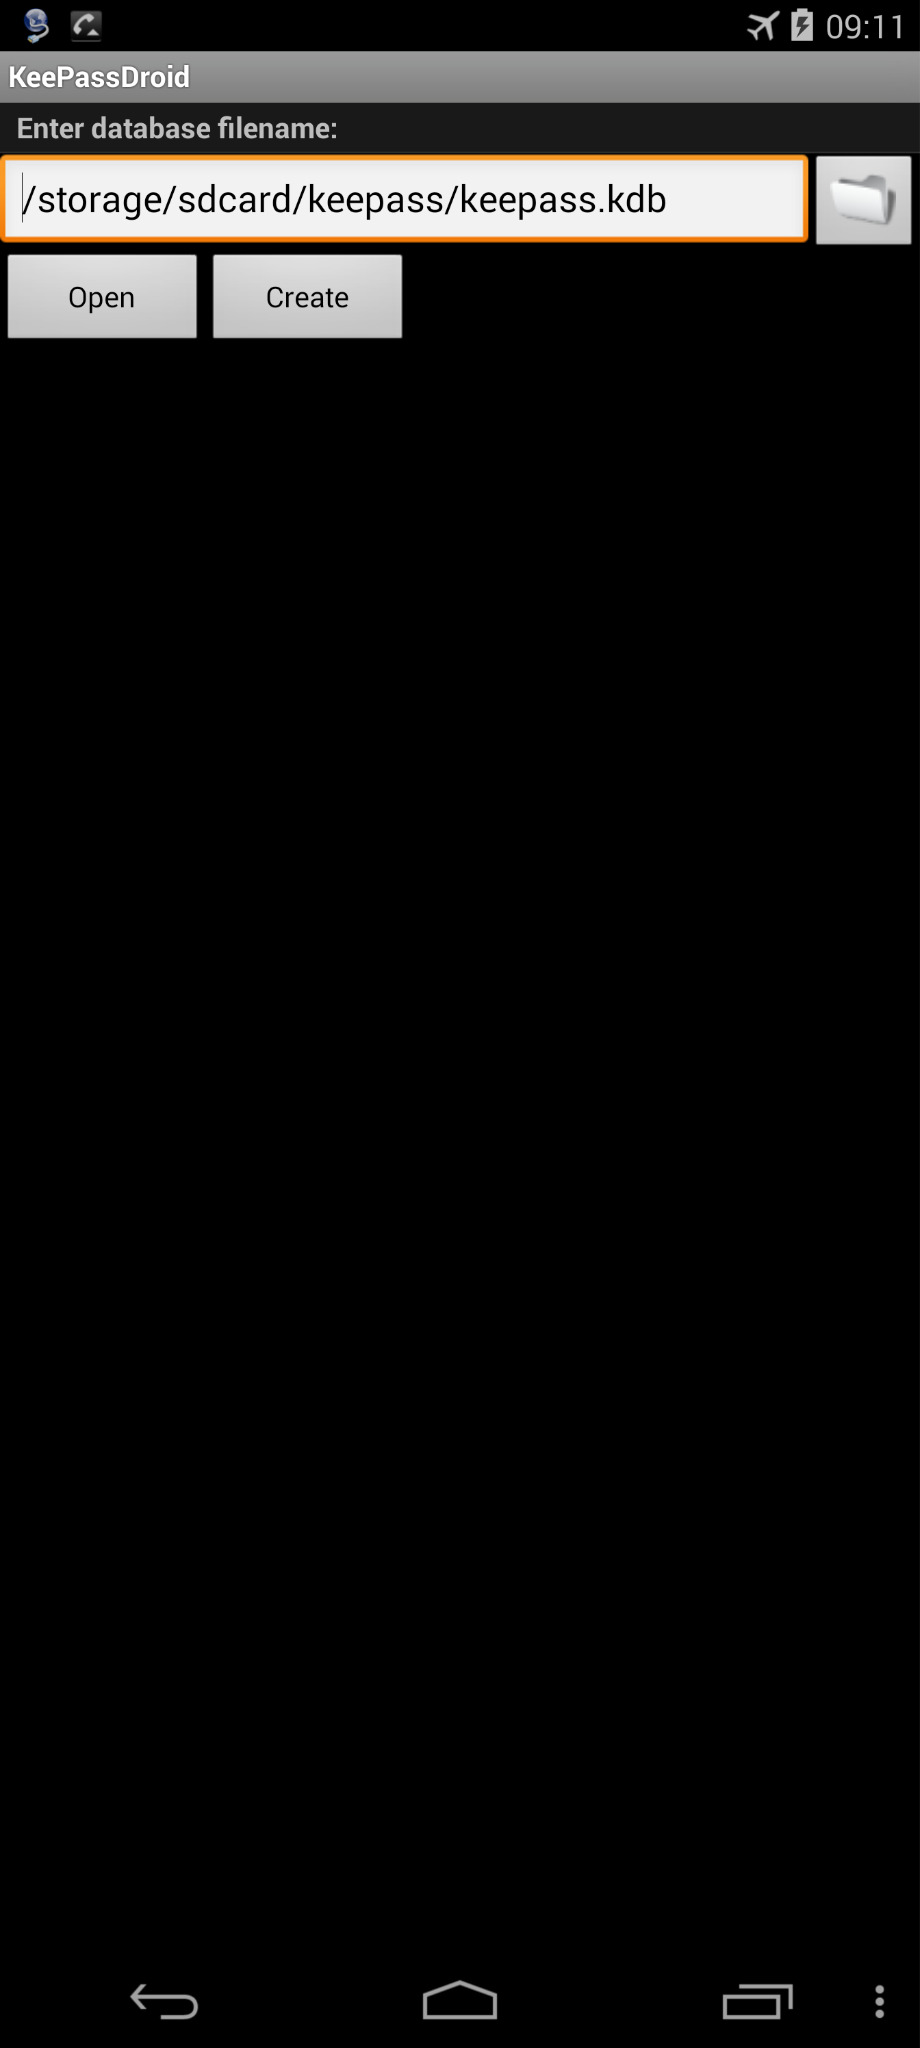 09:11
KeePassDroid
Enter database filename:
/storage/sdcard/keepass/keepass.kdb
Open Create